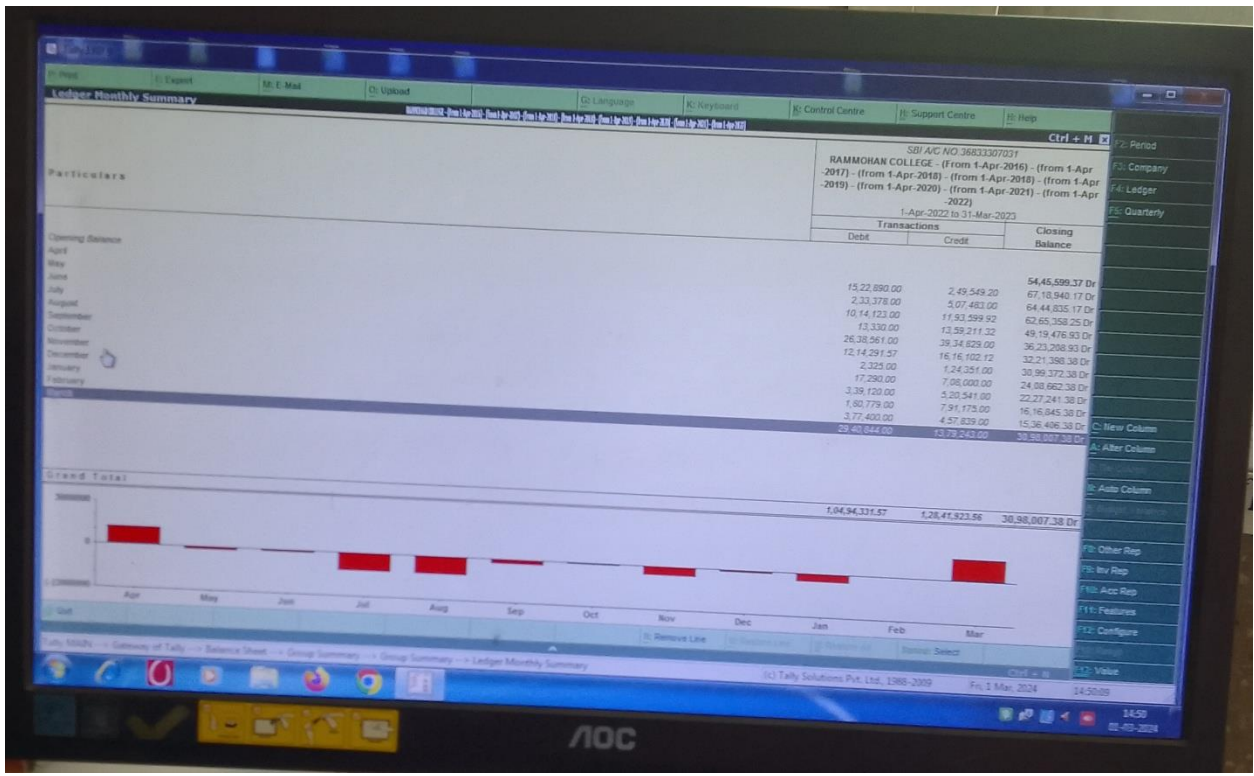 P: Print E: Export M: E-Mail O: Upload G: Language K: Keyboard K: Control Centre H: Support Centre H: Help
Ledger Monthly Summary Ctrl + M
SBI A/C NO.36833307031
RAMMOHAN COLLEGE - (From 1-Apr-2016) - (from 1-Apr
-2017) - (from 1-Apr-2018) - (from 1-Apr-2018) - (from 1-Apr
-2019) - (from 1-Apr-2020) - (from 1-Apr-2021) - (from 1-Apr
-2022)
1-Apr-2022 to 31-Mar-2023
Particulars
Transactions Closing
Debit Credit Balance
Opening Balance 54,45,599.37 Dr
April 15,22,890.00 2,49,549.20 67,18,940.17 Dr
May 2,33,378.00 5,07,483.00 64,44,835.17 Dr
June 10,14,123.00 11,93,599.92 62,65,358.25 Dr
July 13,330.00 13,59,211.32 49,19,476.93 Dr
August 26,38,561.00 39,34,829.00 36,23,208.93 Dr
September 12,14,291.57 16,16,102.12 32,21,398.38 Dr
October 2,325.00 1,24,351.00 30,99,372.38 Dr
November 17,290.00 7,08,000.00 24,08,662.38 Dr
December 3,39,120.00 5,20,541.00 22,27,241.38 Dr
January 1,80,779.00 7,91,175.00 16,16,845.38 Dr
February 3,77,400.00 4,57,839.00 15,36,406.38 Dr
March 29,40,844.00 13,79,243.00 30,98,007.38 Dr
Grand Total 1,04,94,331.57 1,28,41,923.56 30,98,007.38 Dr
0
Apr May Jun Jul Aug Sep Oct Nov Dec Jan Feb Mar
F2: Period
F3: Company
F4: Ledger
F5: Quarterly
C: New Column
A: Alter Column
N: Auto Column
F8: Other Rep
F9: Inv Rep
F10: Acc Rep
F11: Features
F12: Configure
F12: Value
Q: Quit R: Remove Line Select
Tally MAIN --> Gateway of Tally --> Balance Sheet --> Group Summary --> Group Summary --> Ledger Monthly Summary (c) Tally Solutions Pvt. Ltd., 1988-2009 Fri, 1 Mar, 2024 14:50:09
Ctrl + N
14:50
01-03-2024
AOC